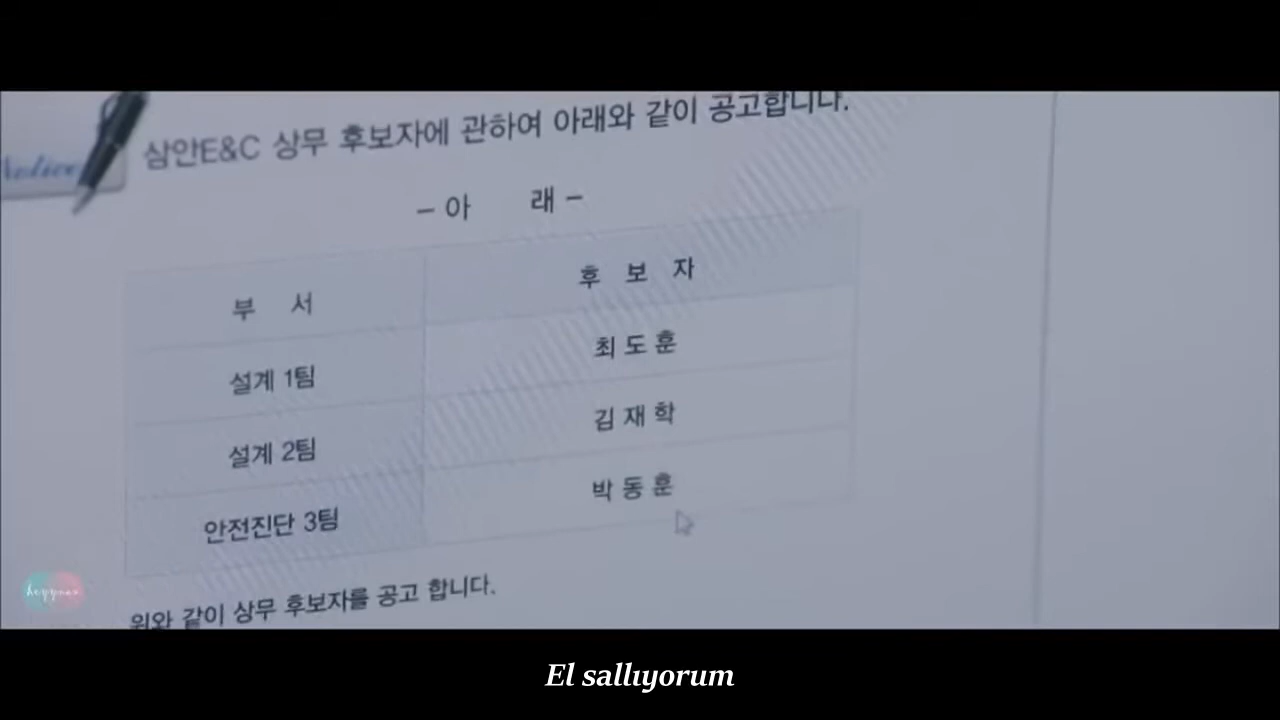 Notice
삼안E&C 상무 후보자에 관하여 아래와 같이 공고합니다.
– 아 래 –
부 서 후 보 자
설계 1팀 최 도 훈
설계 2팀 김 재 학
안전진단 3팀 박 동 훈
위와 같이 상무 후보자를 공고 합니다.
El sallıyorum